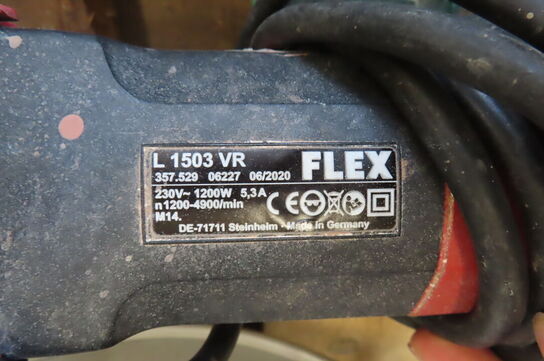 L 1503 VR FLEX
357.529 06227 06/2020
230V~ 1200W 5,3A
n1200-4900/min
M14.
CE
DE-71711 Steinheim • Made in Germany